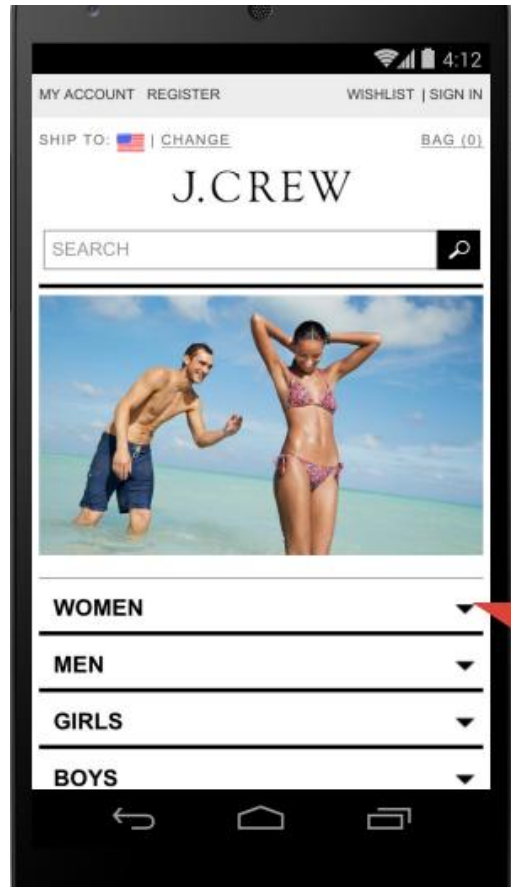 4:12
MY ACCOUNT REGISTER WISHLIST | SIGN IN
SHIP TO: | CHANGE BAG (0)
J.CREW
SEARCH
WOMEN
MEN
GIRLS
BOYS